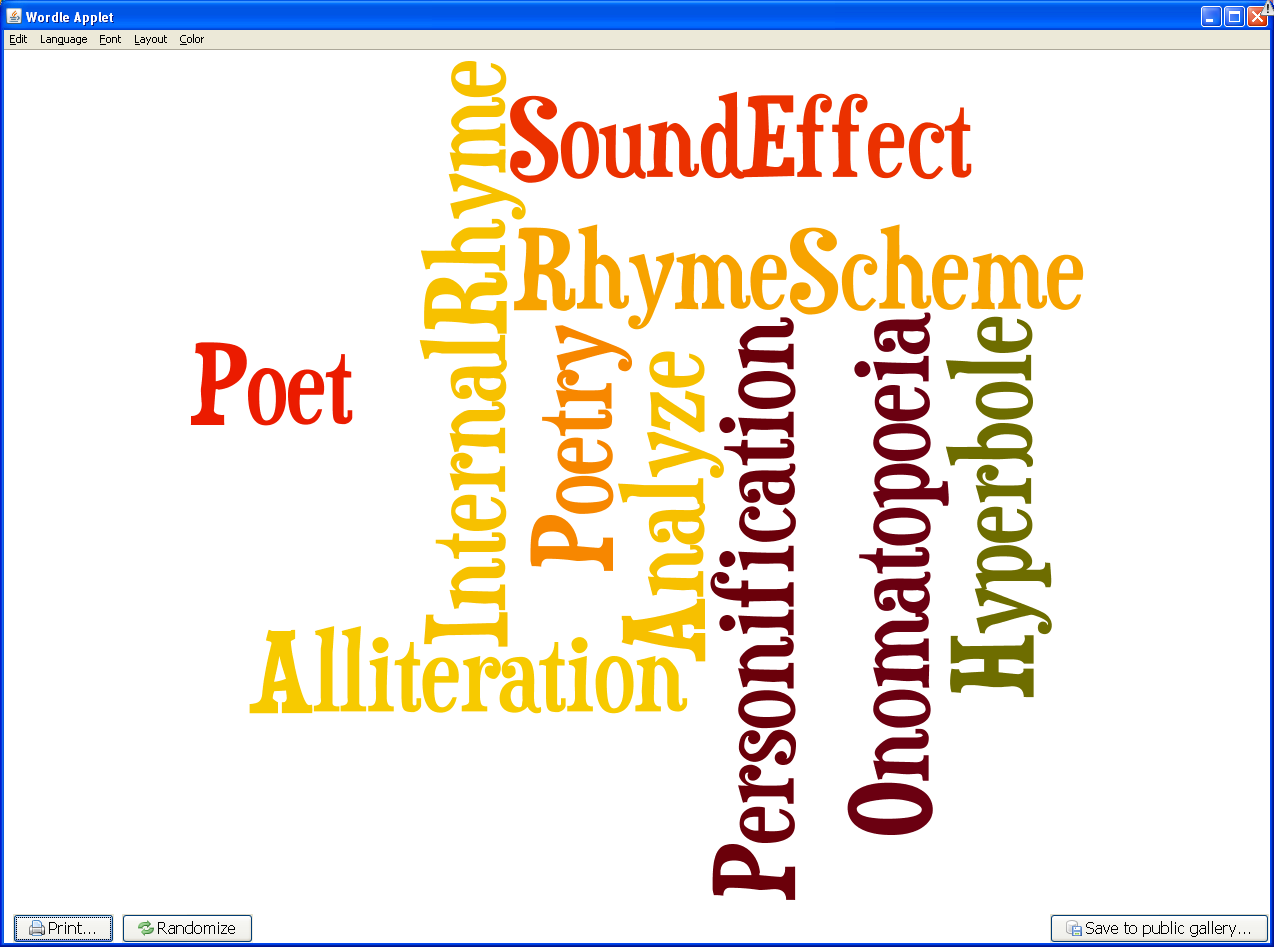 Wordle Applet
Edit Language Font Layout Color
SoundEffect
InternalRhyme
RhymeScheme
Poet
Poetry
Analyze
Personification
Onomatopoeia
Hyperbole
Alliteration
Print... Randomize Save to public gallery...